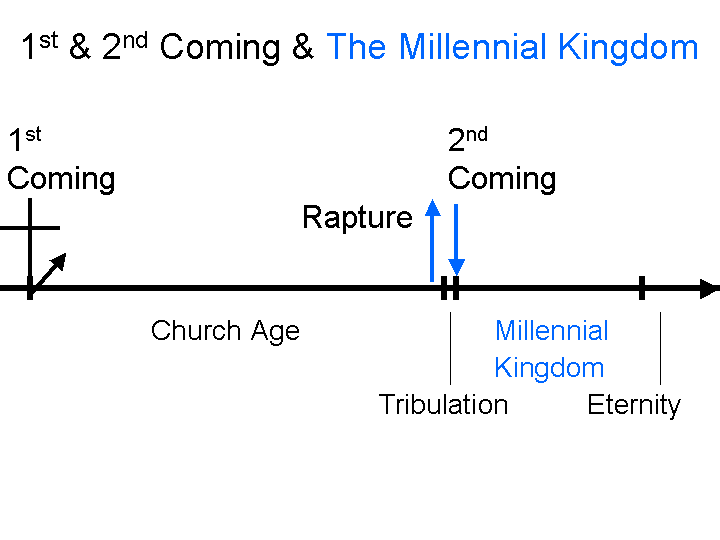 1st & 2nd Coming & The Millennial Kingdom
1st
Coming
2nd
Coming
Rapture
Church Age
Millennial
Kingdom
Tribulation
Eternity